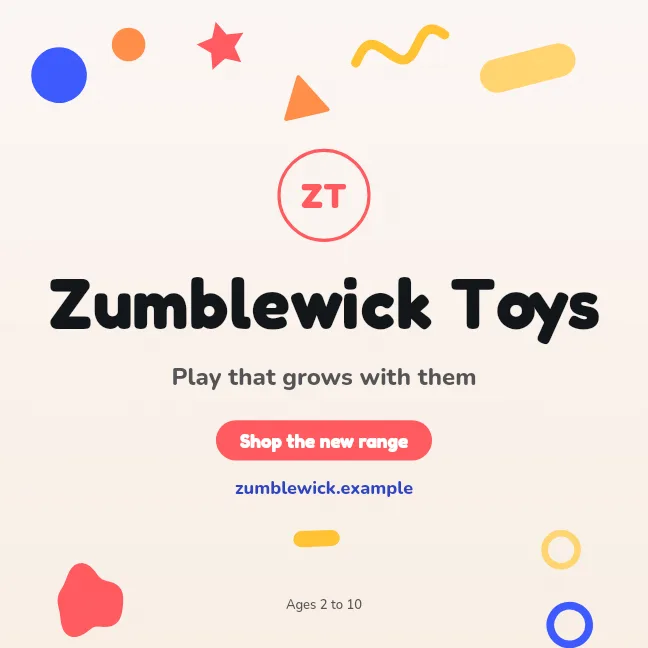 ZT
Zumblewick Toys
Play that grows with them
Shop the new range
zumblewick.example
Ages 2 to 10